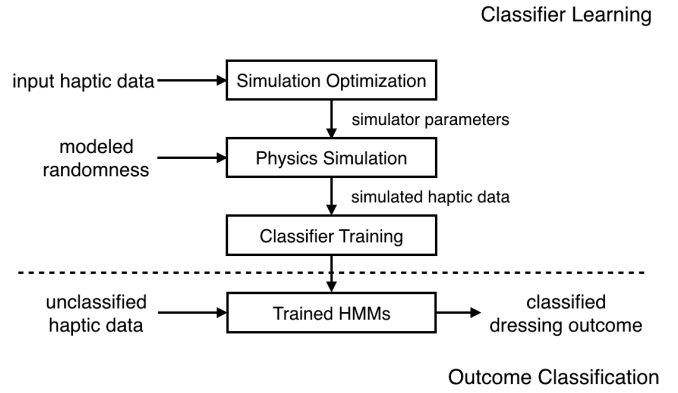 Classifier Learning
input haptic data
Simulation Optimization
simulator parameters
modeled
randomness
Physics Simulation
simulated haptic data
Classifier Training
unclassified
haptic data
Trained HMMs
classified
dressing outcome
Outcome Classification